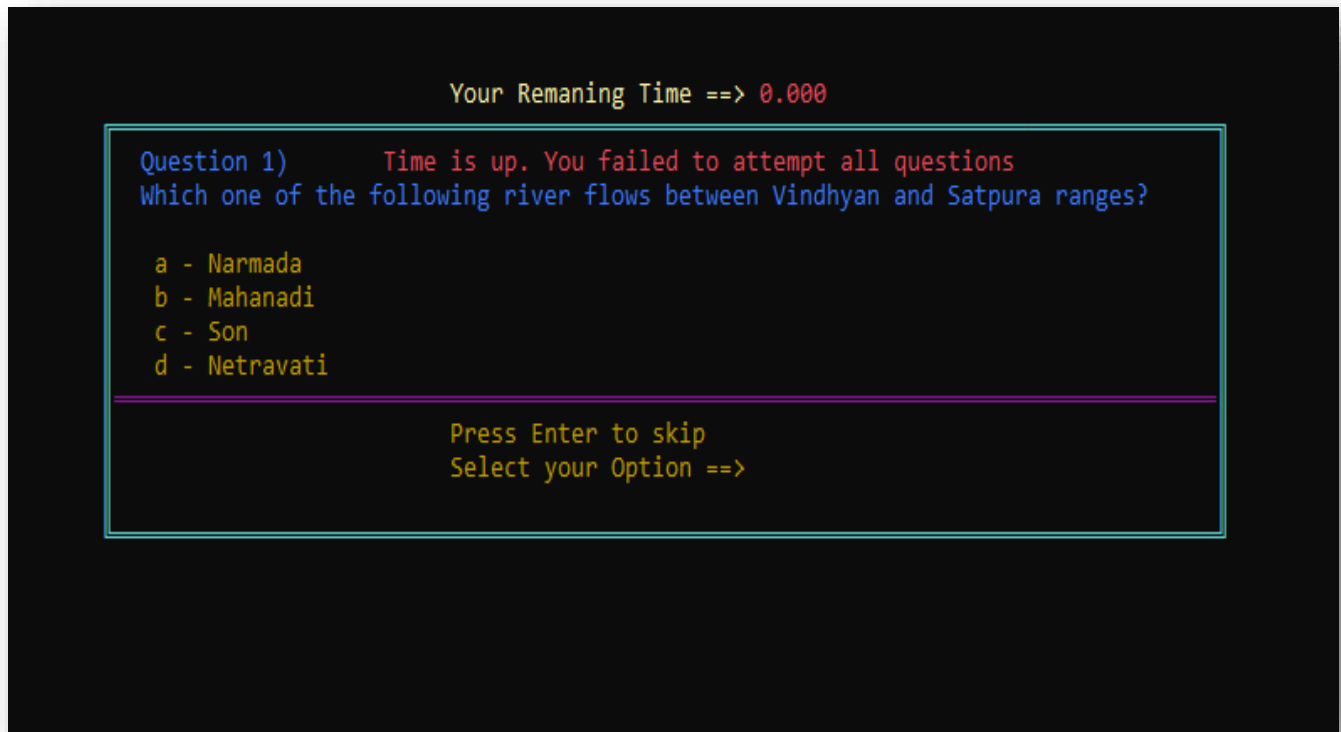 Your Remaning Time ==> 0.000
Question 1) Time is up. You failed to attempt all questions
Which one of the following river flows between Vindhyan and Satpura ranges?
a - Narmada
b - Mahanadi
c - Son
d - Netravati
Press Enter to skip
Select your Option ==>